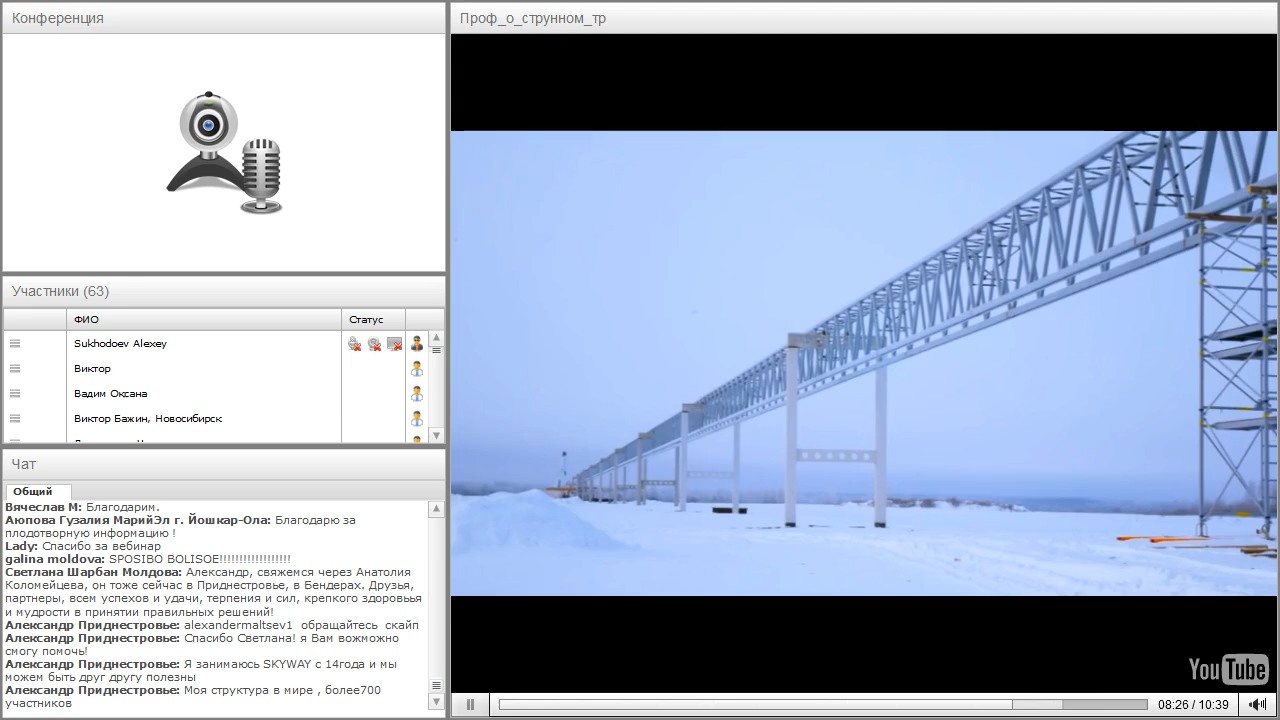 Конференция
Проф_о_струнном_тр
Участники (63)
ФИО Статус
Sukhodoev Alexey
Виктор
Вадим Оксана
Виктор Бажин, Новосибирск
Чат
Общий
Вячеслав М: Благодарим.
Аюпова Гузалия МарийЭл г. Йошкар-Ола: Благодарю за
плодотворную информацию !
Lady: Спасибо за вебинар
galina moldova: SPOSIBO BOLISOE!!!!!!!!!!!!!!!!!!
Светлана Шарбан Молдова: Александр, свяжемся через Анатолия
Коломейцева, он тоже сейчас в Приднестровье, в Бендерах. Друзья,
партнеры, всем успехов и удачи, терпения и сил, крепкого здоровья
и мудрости в принятии правильных решений!
Александр Приднестровье: alexandermaltsev1 обращайтесь скайп
Александр Приднестровье: Спасибо Светлана! я Вам вожможно
смогу помочь!
Александр Приднестровье: Я занимаюсь SKYWAY с 14года и мы
можем быть друг другу полезны
Александр Приднестровье: Моя структура в мире , более700
участников
YouTube
08:26 / 10:39